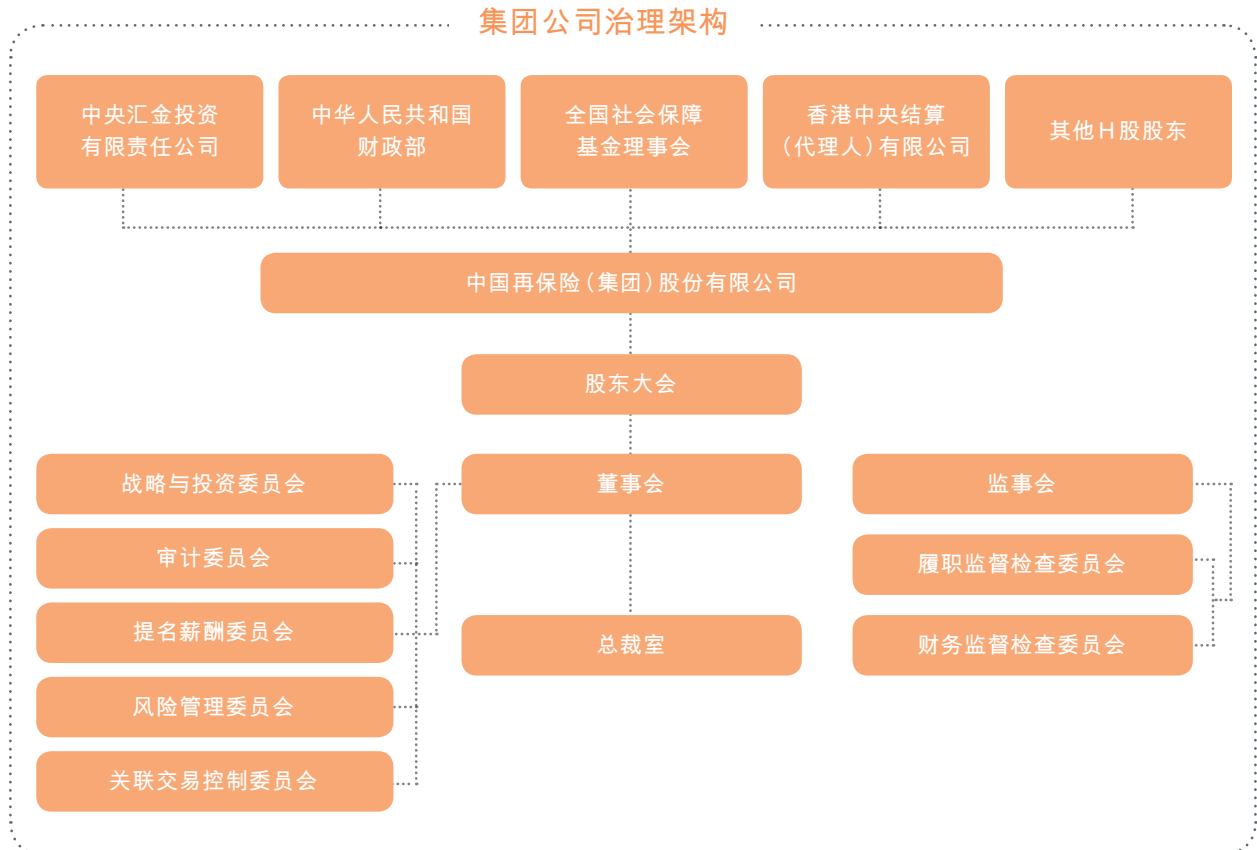 集团公司治理架构
中央汇金投资
有限责任公司
中华人民共和国
财政部
全国社会保障
基金理事会
香港中央结算
（代理人）有限公司
其他H股股东
中国再保险（集团）股份有限公司
股东大会
战略与投资委员会
董事会
监事会
审计委员会
履职监督检查委员会
提名薪酬委员会
总裁室
财务监督检查委员会
风险管理委员会
关联交易控制委员会